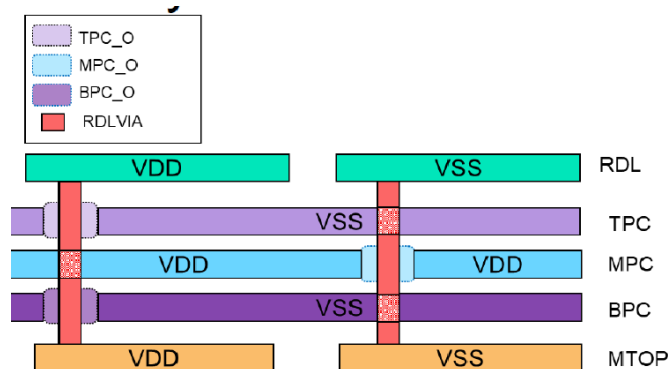 TPC_O
MPC_O
BPC_O
RDLVIA
VDD VSS RDL
VSS TPC
VDD VDD MPC
VSS BPC
VDD VSS MTOP